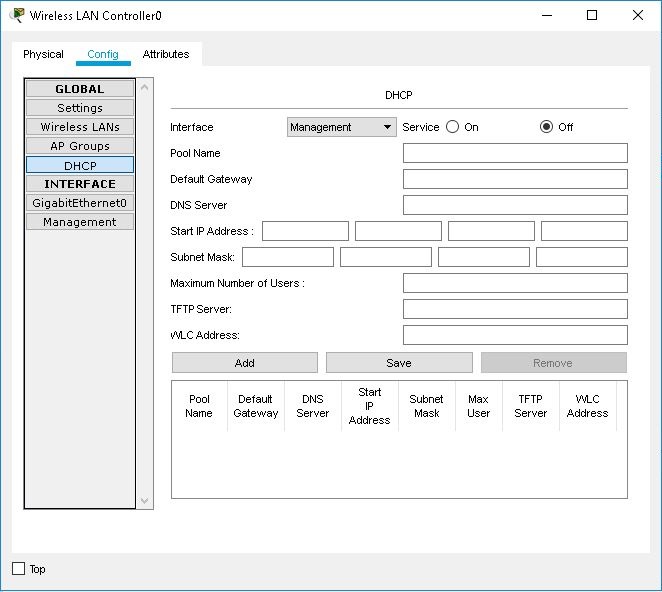 Wireless LAN Controller0
Physical Config Attributes
GLOBAL
Settings
Wireless LANs
AP Groups
DHCP
INTERFACE
GigabitEthernet0
Management
DHCP
Interface Management Service On Off
Pool Name
Default Gateway
DNS Server
Start IP Address :
Subnet Mask:
Maximum Number of Users :
TFTP Server:
WLC Address:
Add Save Remove
Pool Name Default Gateway DNS Server Start IP Address Subnet Mask Max User TFTP Server WLC Address
Top